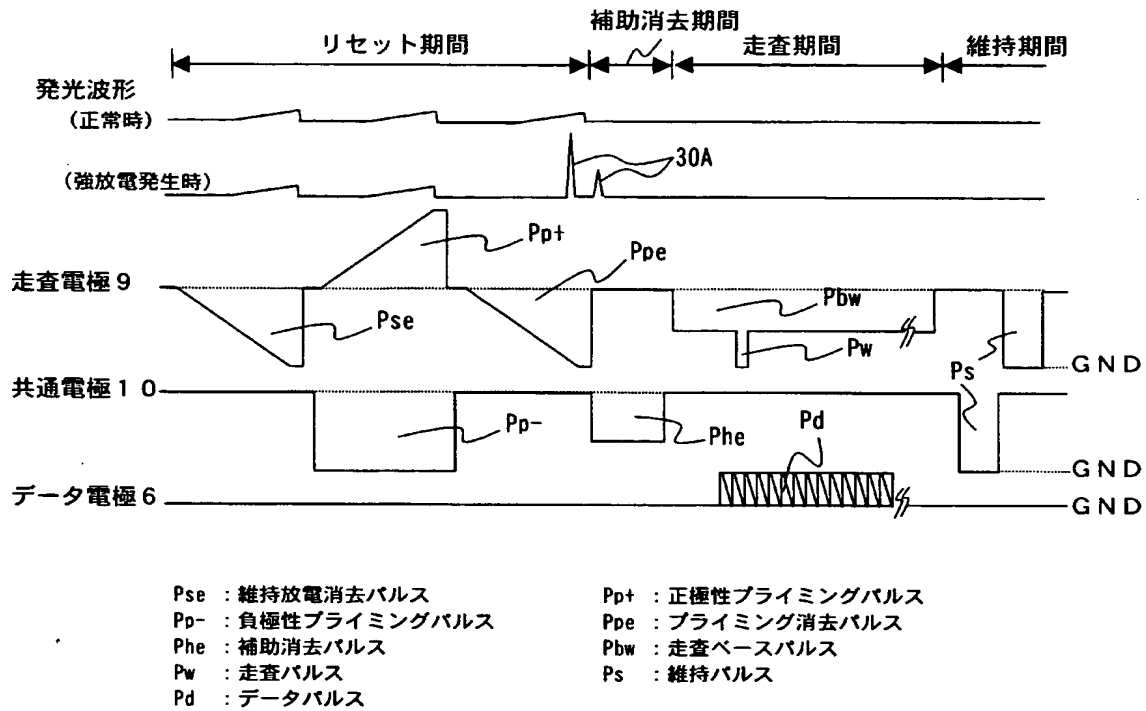 補助消去期間
リセット期間 走査期間 維持期間
発光波形
(正常時)
30A
(強放電発生時)
Pp+
Ppe
走査電極9
Pbw
Pse
Pw
GND
Ps
共通電極10
Pp-
Phe
Pd
GND
データ電極6
GND
Pse :維持放電消去パルス
Pp- :負極性プライミングパルス
Phe :補助消去パルス
Pw :走査パルス
Pd :データパルス
Pp+ :正極性プライミングパルス
Ppe :プライミング消去パルス
Pbw :走査ベースパルス
Ps :維持パルス